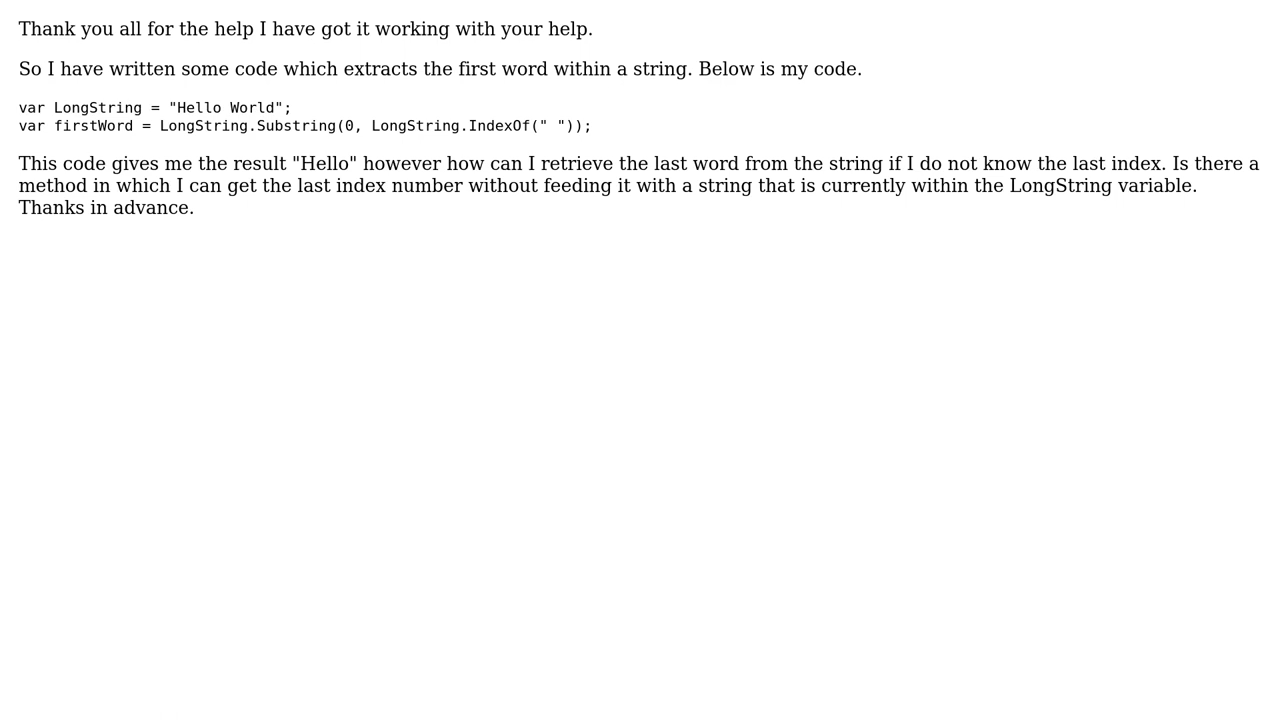 Thank you all for the help I have got it working with your help.
So I have written some code which extracts the first word within a string. Below is my code.
var LongString = "Hello World";
var firstWord = LongString.Substring(0, LongString.IndexOf(" "));
This code gives me the result "Hello" however how can I retrieve the last word from the string if I do not know the last index. Is there a
method in which I can get the last index number without feeding it with a string that is currently within the LongString variable.
Thanks in advance.